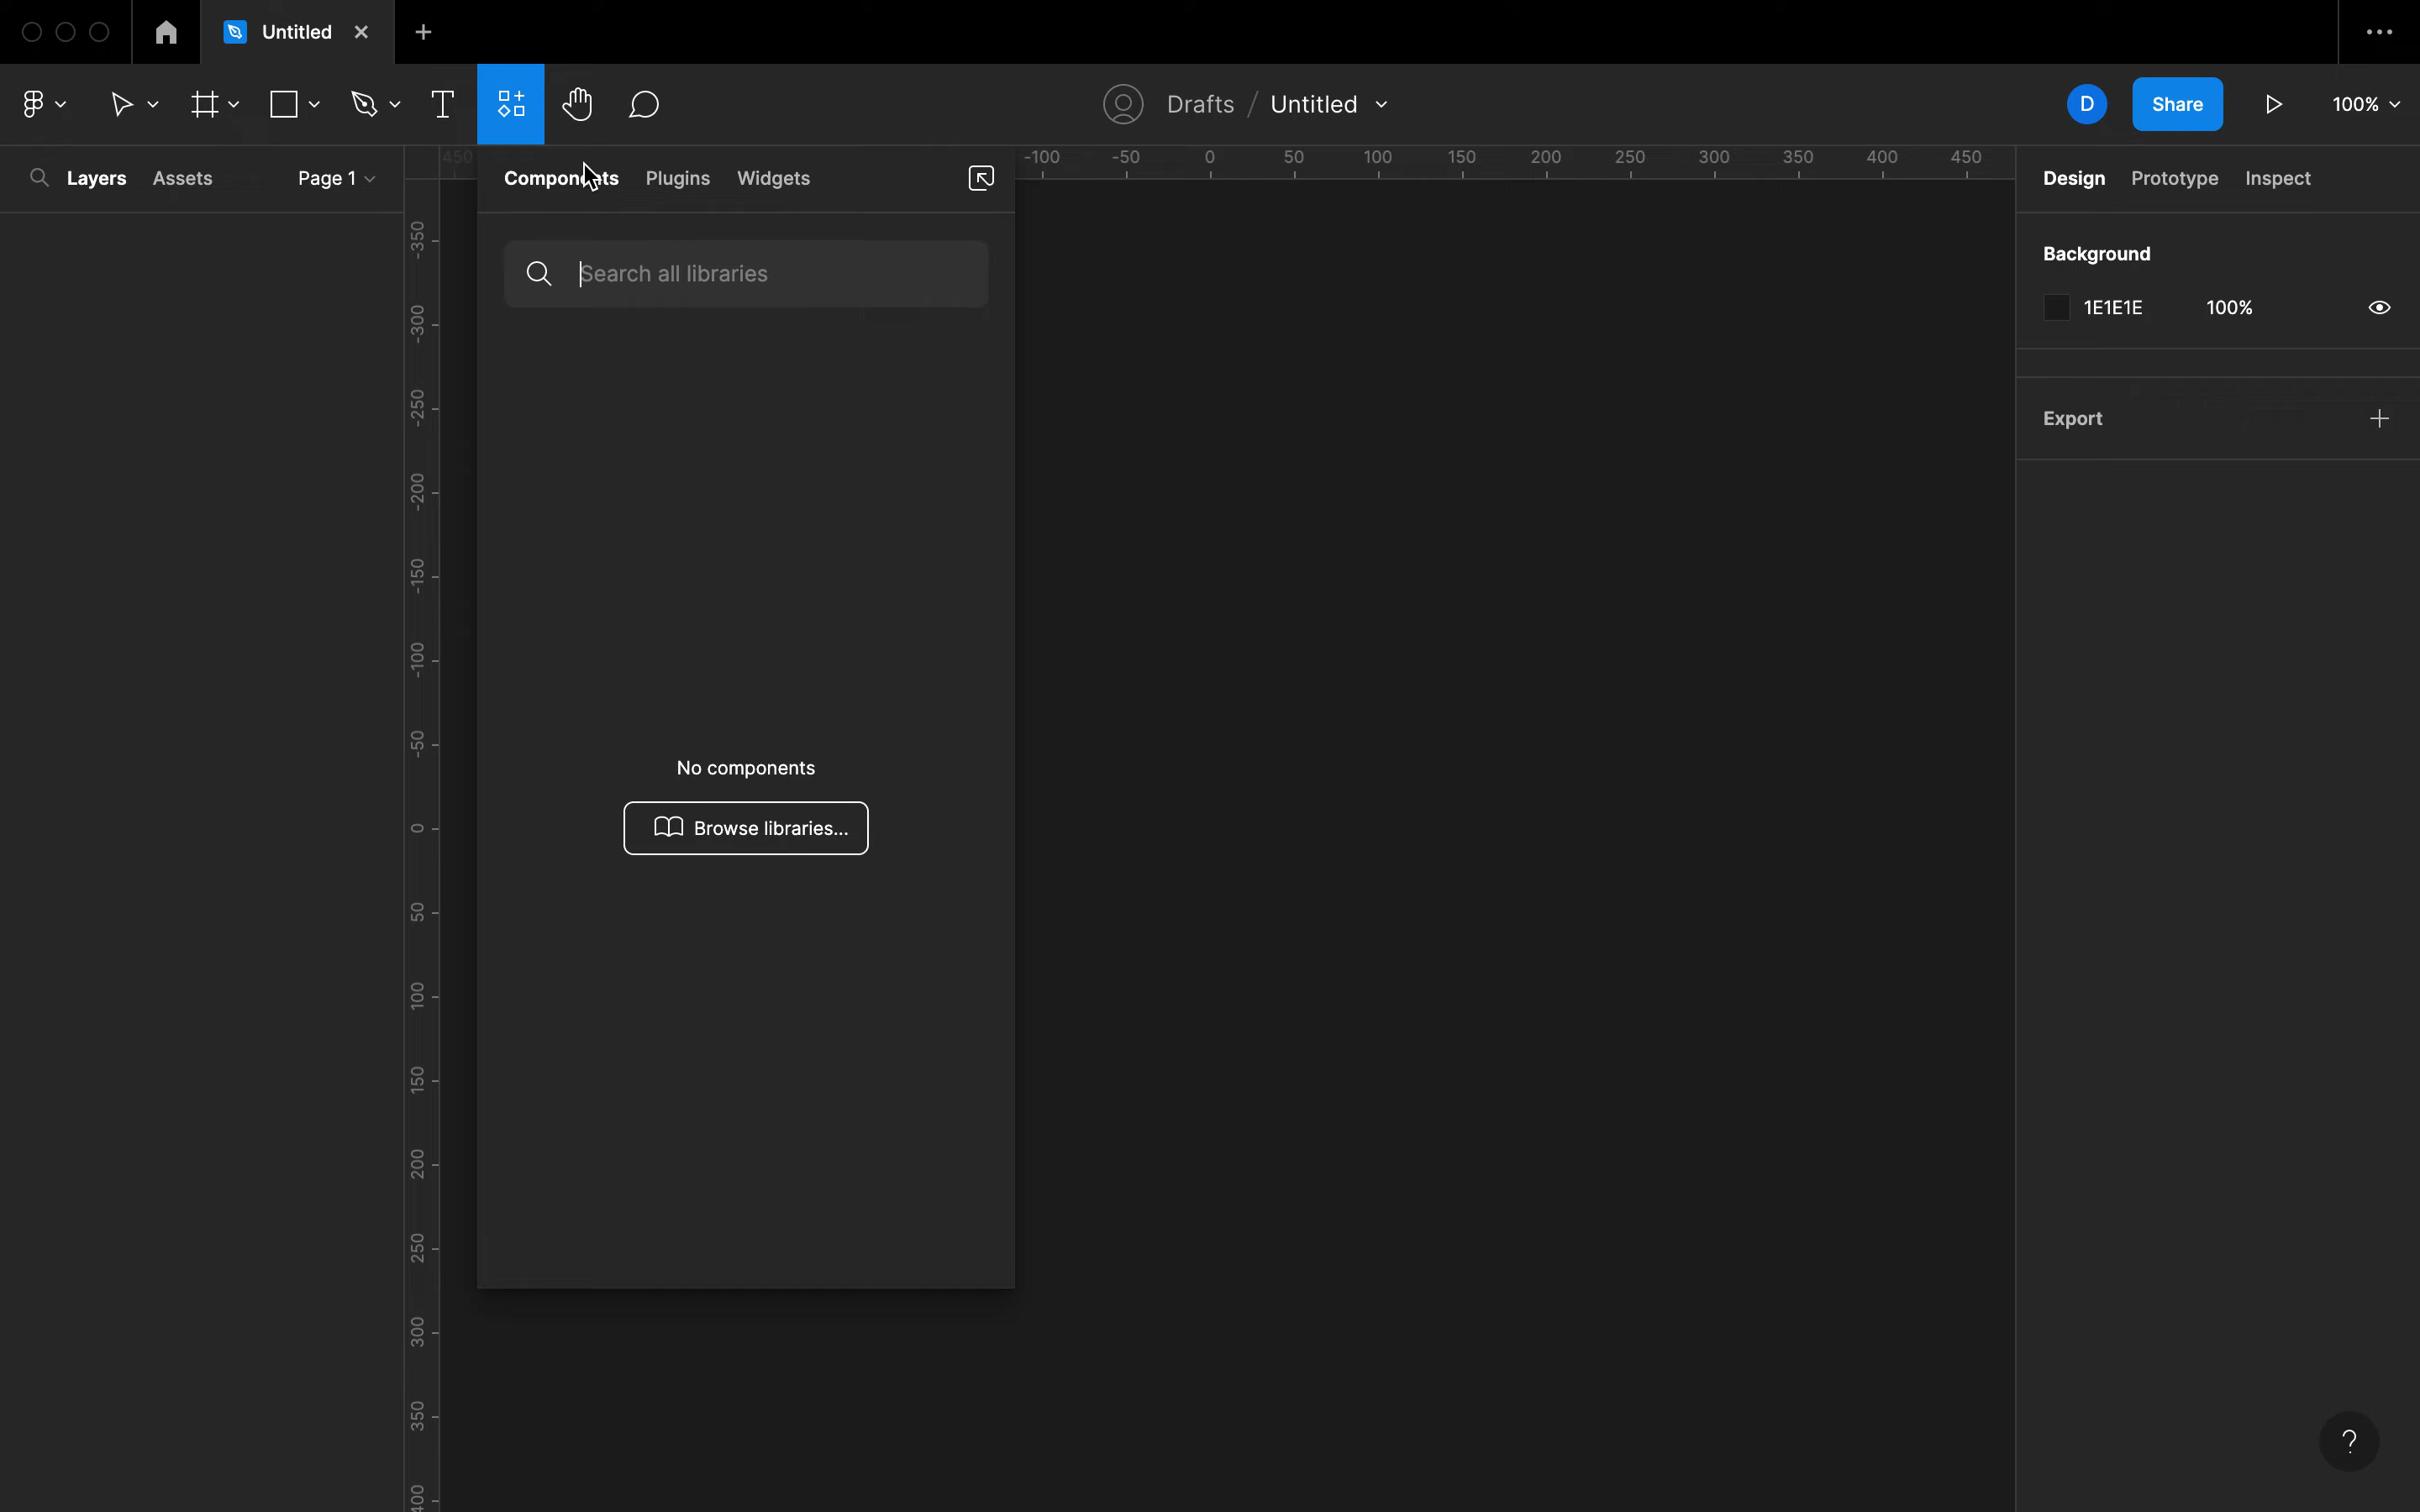 Untitled
Drafts / Untitled
D
Share
100%
Layers
Assets
Page 1
Components
Plugins
Widgets
Search all libraries
No components
Browse libraries...
450
-100
-50
0
50
100
150
200
250
300
350
400
450
-350
-300
-250
-200
-150
-100
-50
0
50
100
150
200
250
300
350
400
Design
Prototype
Inspect
Background
1E1E1E
100%
Export
?